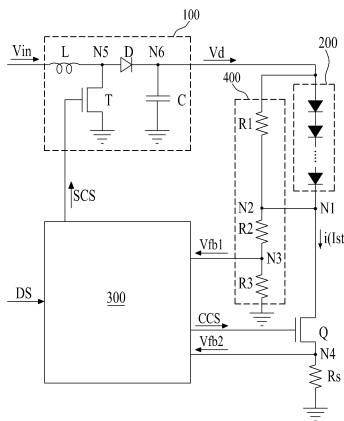 100
Vin
L
N5
D
N6
Vd
200
400
T
C
R1
SCS
N2
N1
R2
Vfb1
N3
i(Ist
R3
DS
300
CCS
Q
Vfb2
N4
Rs